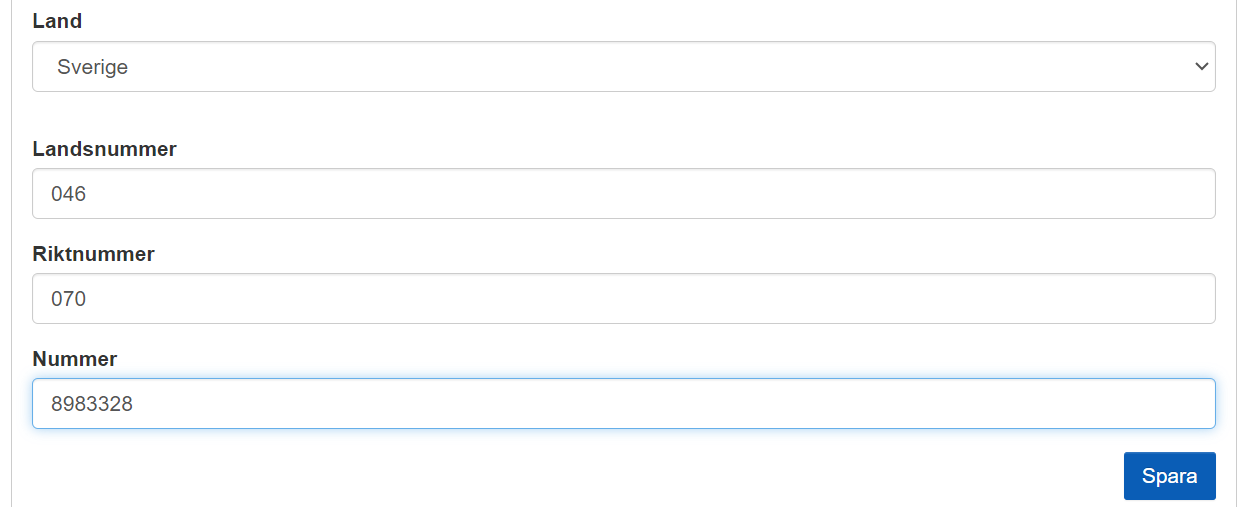 Land
Sverige
Landsnummer
046
Riktnummer
070
Nummer
8983328
Spara